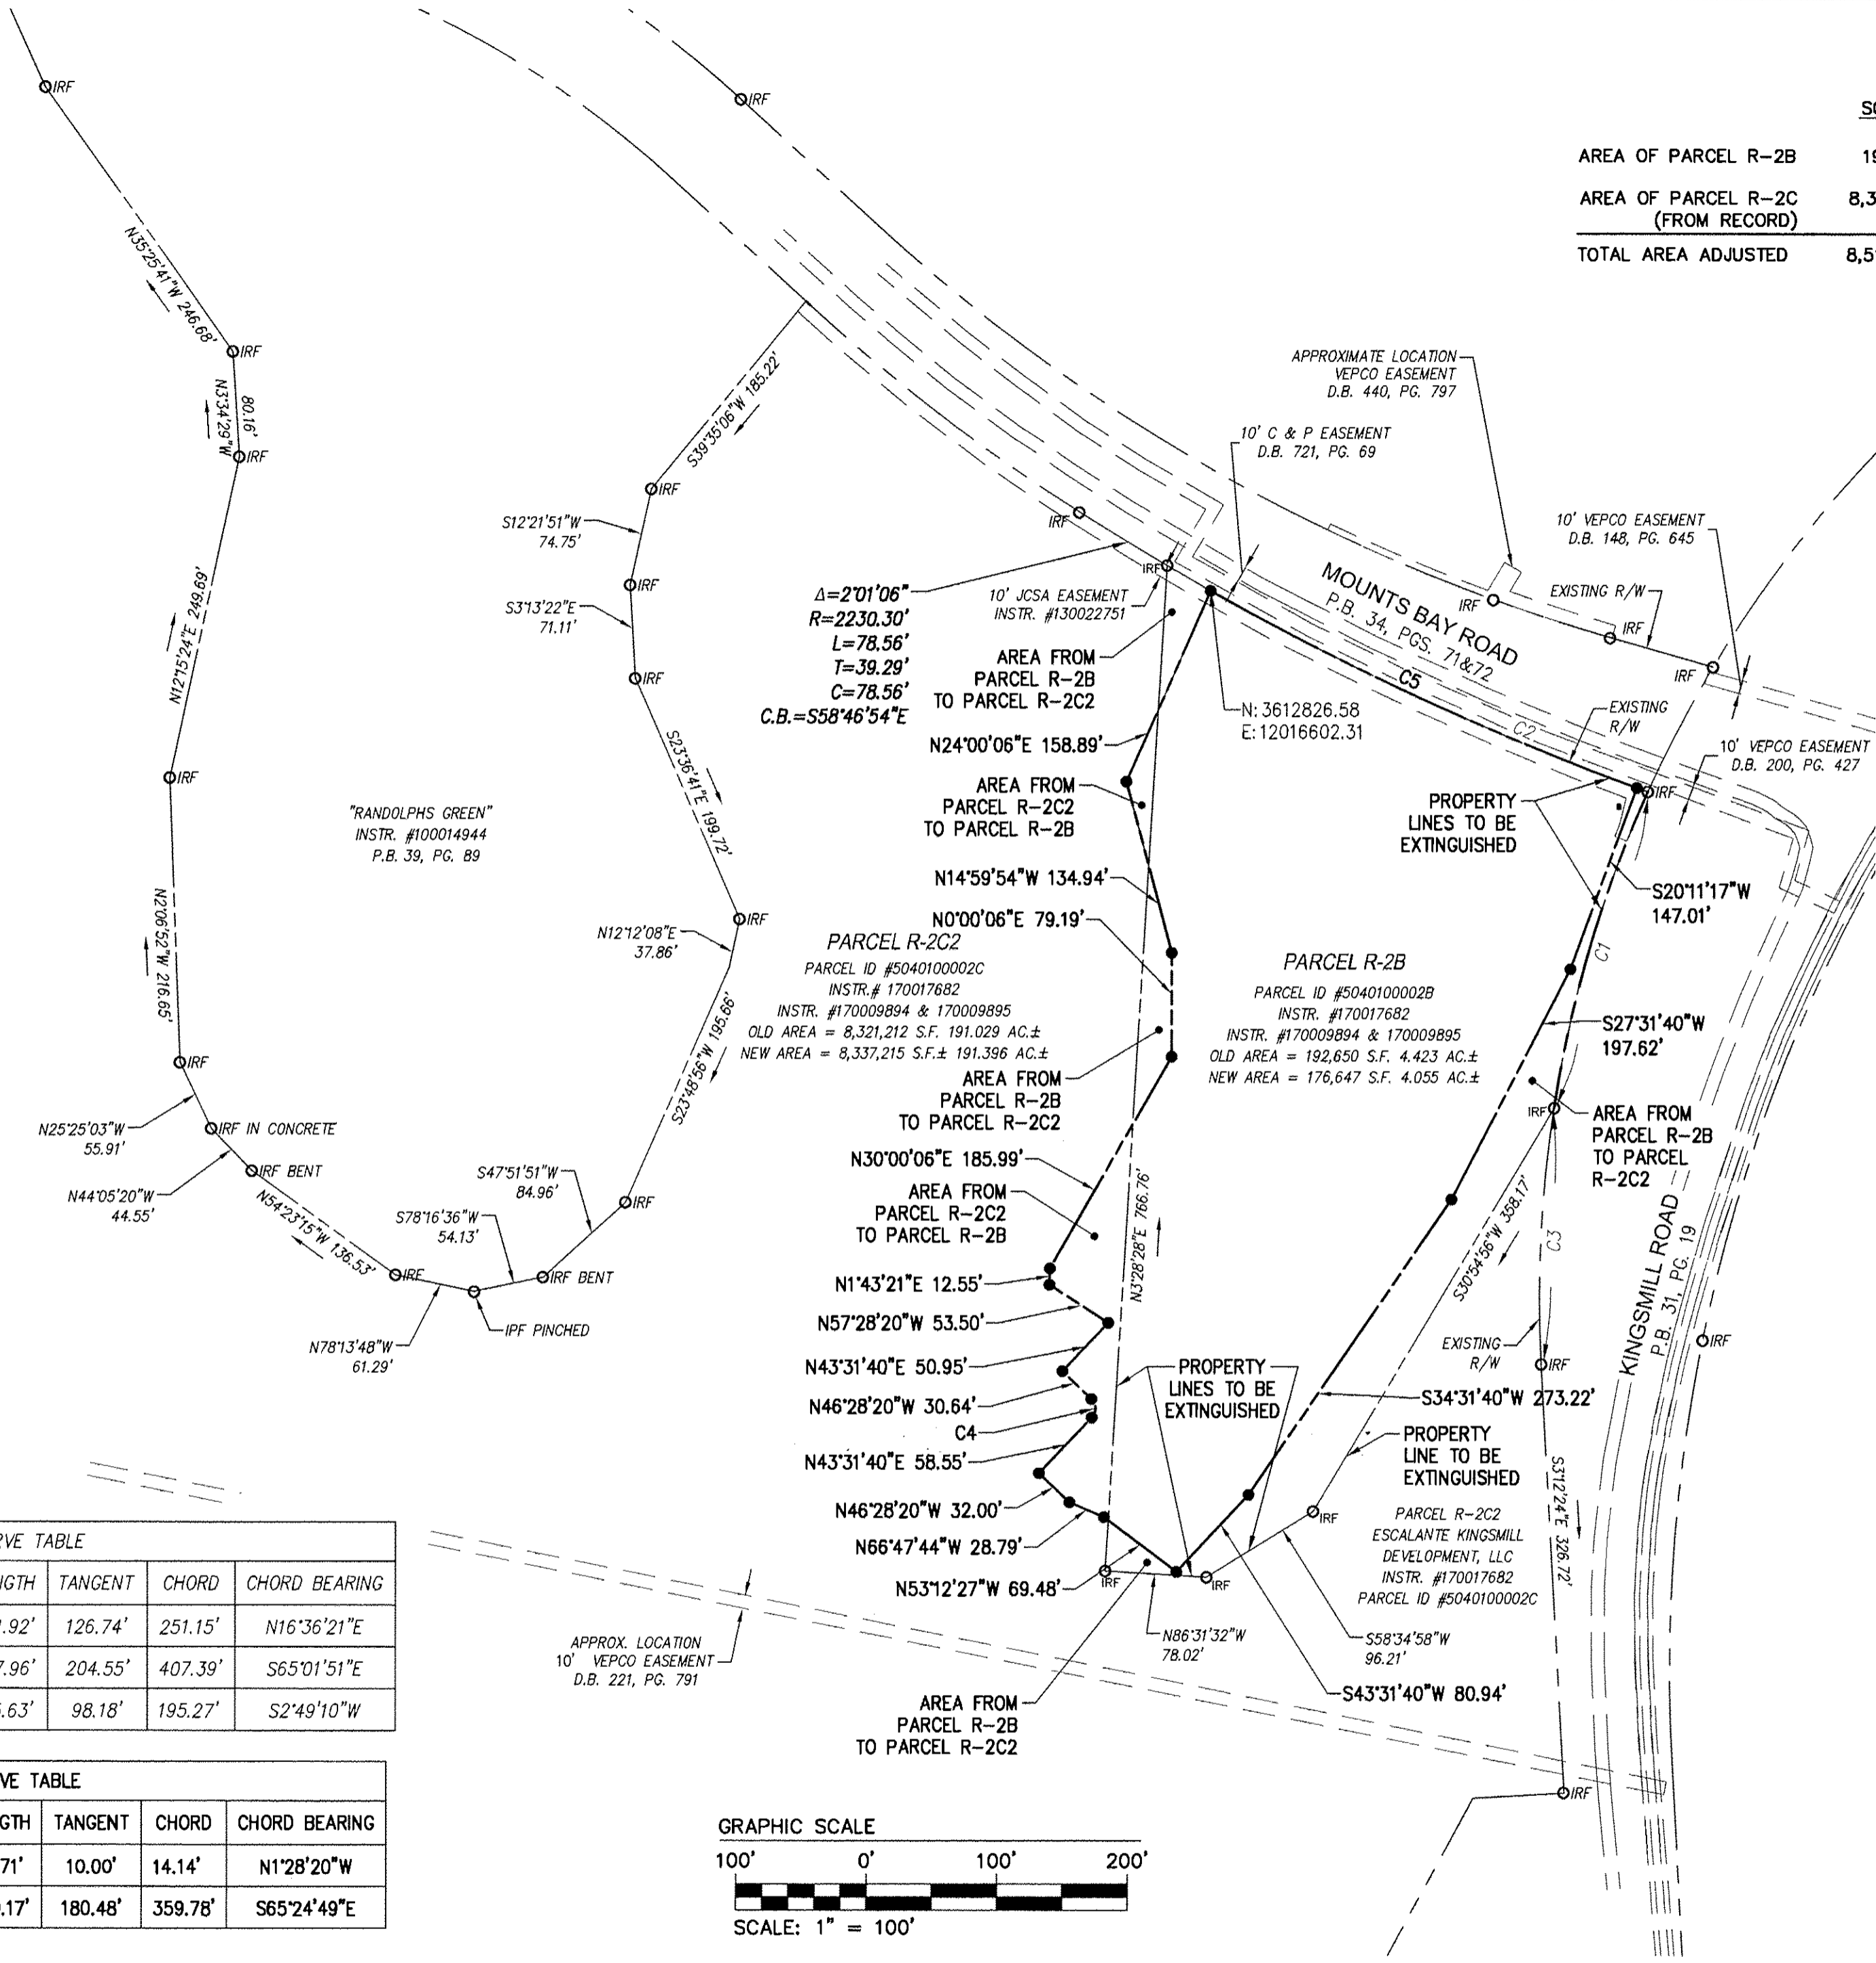 IRF
IRF
AREA OF PARCEL R-2B
AREA OF PARCEL R-2C
(FROM RECORD)
TOTAL AREA ADJUSTED
N35°25'41"W 246.68'
IRF
N3°34'29"W
80.16'
IRF
N12°15'24"E 249.69'
IRF
N2°06'52"W 216.65'
IRF
N25°25'03"W
55.91'
IRF IN CONCRETE
N44°05'20"W
44.55'
IRF BENT
N54°23'15"W 136.53'
IRF
N78°13'48"W
61.29'
IPF PINCHED
S78°16'36"W
54.13'
IRF BENT
S47°51'51"W
84.96'
IRF
S23°48'56"W 195.66'
N12°12'08"E
37.86'
IRF
S23°36'41"E 199.72'
IRF
S3°13'22"E
71.11'
IRF
S12°21'51"W
74.75'
IRF
S39°35'06"W 185.22'
"RANDOLPHS GREEN"
INSTR. #100014944
P.B. 39, PG. 89
APPROXIMATE LOCATION
VEPCO EASEMENT
D.B. 440, PG. 797
10' C & P EASEMENT
D.B. 721, PG. 69
10' VEPCO EASEMENT
D.B. 148, PG. 645
EXISTING R/W
IRF
IRF
IRF
IRF
IRF
MOUNTS BAY ROAD
P.B. 34, PGS. 71&72
C5
C2
EXISTING
R/W
10' VEPCO EASEMENT
D.B. 200, PG. 427
IRF
Δ=2°01'06"
R=2230.30'
L=78.56'
T=39.29'
C=78.56'
C.B.=S58°46'54"E
10' JCSA EASEMENT
INSTR. #130022751
AREA FROM
PARCEL R-2B
TO PARCEL R-2C2
N: 3612826.58
E: 12016602.31
N24°00'06"E 158.89'
AREA FROM
PARCEL R-2C2
TO PARCEL R-2B
PROPERTY
LINES TO BE
EXTINGUISHED
S20°11'17"W
147.01'
C1
N14°59'54"W 134.94'
N0°00'06"E 79.19'
PARCEL R-2C2
PARCEL ID #5040100002C
INSTR.# 170017682
INSTR. #170009894 & 170009895
OLD AREA = 8,321,212 S.F. 191.029 AC.±
NEW AREA = 8,337,215 S.F.± 191.396 AC.±
PARCEL R-2B
PARCEL ID #5040100002B
INSTR. #170017682
INSTR. #170009894 & 170009895
OLD AREA = 192,650 S.F. 4.423 AC.±
NEW AREA = 176,647 S.F. 4.055 AC.±
S27°31'40"W
197.62'
AREA FROM
PARCEL R-2B
TO PARCEL R-2C2
IRF
AREA FROM
PARCEL R-2B
TO PARCEL
R-2C2
N30°00'06"E 185.99'
AREA FROM
PARCEL R-2C2
TO PARCEL R-2B
N3°28'28"E 766.76'
S30°54'56"W 358.17'
C3
KINGSMILL ROAD
P.B. 31, PG. 19
N1°43'21"E 12.55'
N57°28'20"W 53.50'
EXISTING
R/W
IRF
IRF
N43°31'40"E 50.95'
PROPERTY
LINES TO BE
EXTINGUISHED
N46°28'20"W 30.64'
S34°31'40"W 273.22'
C4
PROPERTY
LINE TO BE
EXTINGUISHED
N43°31'40"E 58.55'
S3°12'24"E 326.72'
N46°28'20"W 32.00'
IRF
PARCEL R-2C2
ESCALANTE KINGSMILL
DEVELOPMENT, LLC
INSTR. #170017682
PARCEL ID #5040100002C
N66°47'44"W 28.79'
N53°12'27"W 69.48'
IRF
IRF
N86°31'32"W
78.02'
S58°34'58"W
96.21'
S43°31'40"W 80.94'
APPROX. LOCATION
10' VEPCO EASEMENT
D.B. 221, PG. 791
AREA FROM
PARCEL R-2B
TO PARCEL R-2C2
IRF
TABLE
TANGENT CHORD CHORD BEARING
126.74' 251.15' N16°36'21"E
204.55' 407.39' S65°01'51"E
98.18' 195.27' S2°49'10"W
TABLE
TANGENT CHORD CHORD BEARING
10.00' 14.14' N1°28'20"W
180.48' 359.78' S65°24'49"E
GRAPHIC SCALE
100' 0' 100' 200'
SCALE: 1" = 100'